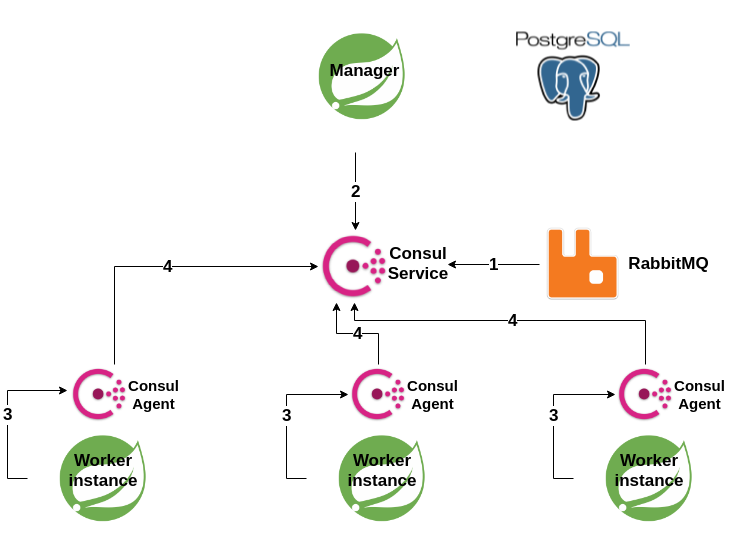 PostgreSQL
Manager
2
Consul
Service
1
RabbitMQ
4
4
4
Consul
Agent
Consul
Agent
Consul
Agent
3
3
3
Worker
instance
Worker
instance
Worker
instance